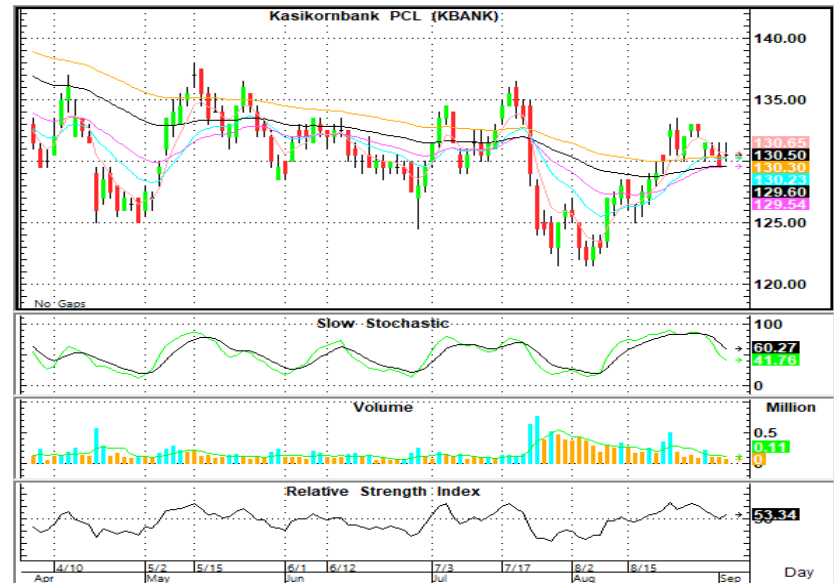 Kasikornbank PCL (KBANK)
140.00
135.00
130.65
130.50
130.30
130.23
129.60
129.54
125.00
120.00
No Gaps
Slow Stochastic
100
60.27
41.76
0
Volume
Million
0.5
0.11
0
Relative Strength Index
53.34
4/10 5/2 5/15 6/1 6/12 7/3 7/17 8/2 8/15
Apr May Jun Jul Aug Sep
Day